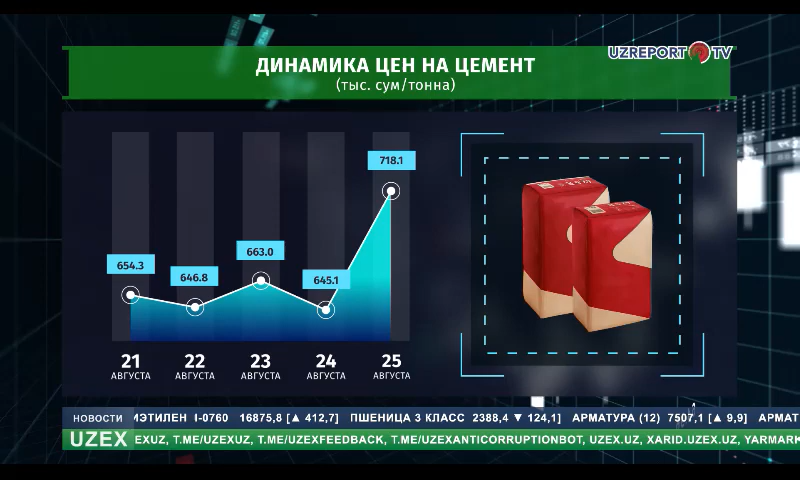 UZREPORT TV
ДИНАМИКА ЦЕН НА ЦЕМЕНТ
(тыс. сум/тонна)
654.3
646.8
663.0
645.1
718.1
21
АВГУСТА
22
АВГУСТА
23
АВГУСТА
24
АВГУСТА
25
АВГУСТА
НОВОСТИ
ИЭТИЛЕН I-0760 16875,8 [▲ 412,7] ПШЕНИЦА 3 КЛАСС 2388,4 ▼ 124,1] АРМАТУРА (12) 7507,1 [▲ 9,9] АРМАТ
UZEX
EXUZ, T.ME/UZEXUZ, T.ME/UZEXFEEDBACK, T.ME/UZEXANTICORRUPTIONBOT, UZEX.UZ, XARID.UZEX.UZ, YARMARK